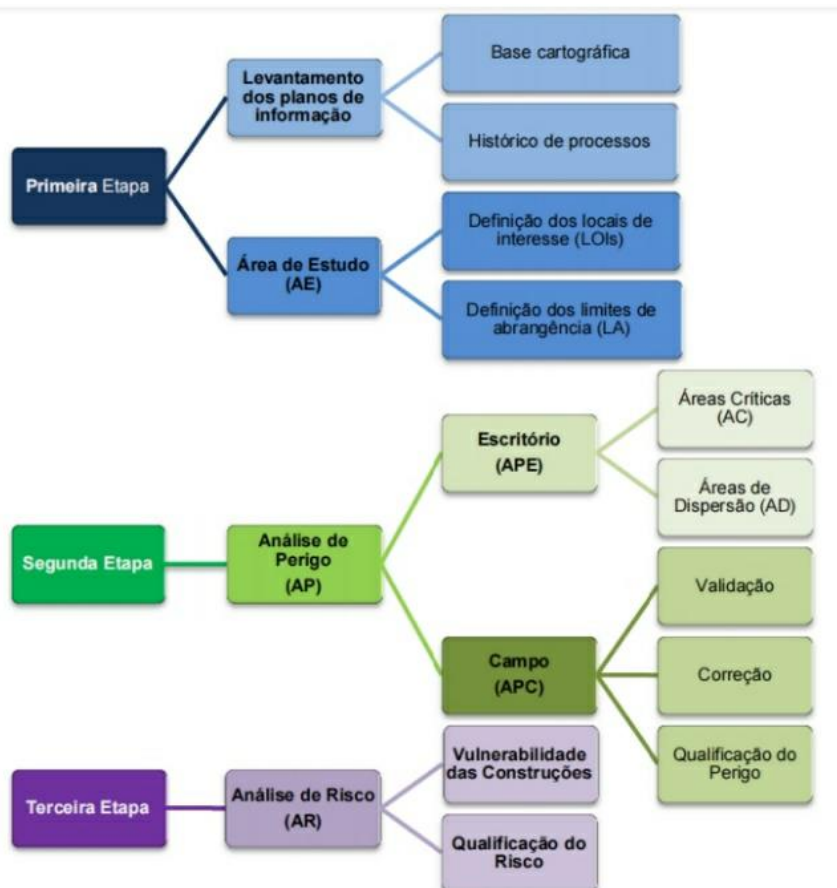 Primeira Etapa
Levantamento
dos planos de
informação
Base cartográfica
Histórico de processos
Área de Estudo
(AE)
Definição dos locais de
interesse (LOIs)
Definição dos limites de
abrangência (LA)
Segunda Etapa
Análise de
Perigo
(AP)
Escritório
(APE)
Áreas Críticas
(AC)
Áreas de
Dispersão (AD)
Campo
(APC)
Validação
Correção
Qualificação do
Perigo
Terceira Etapa
Análise de Risco
(AR)
Vulnerabilidade
das Construções
Qualificação do
Risco